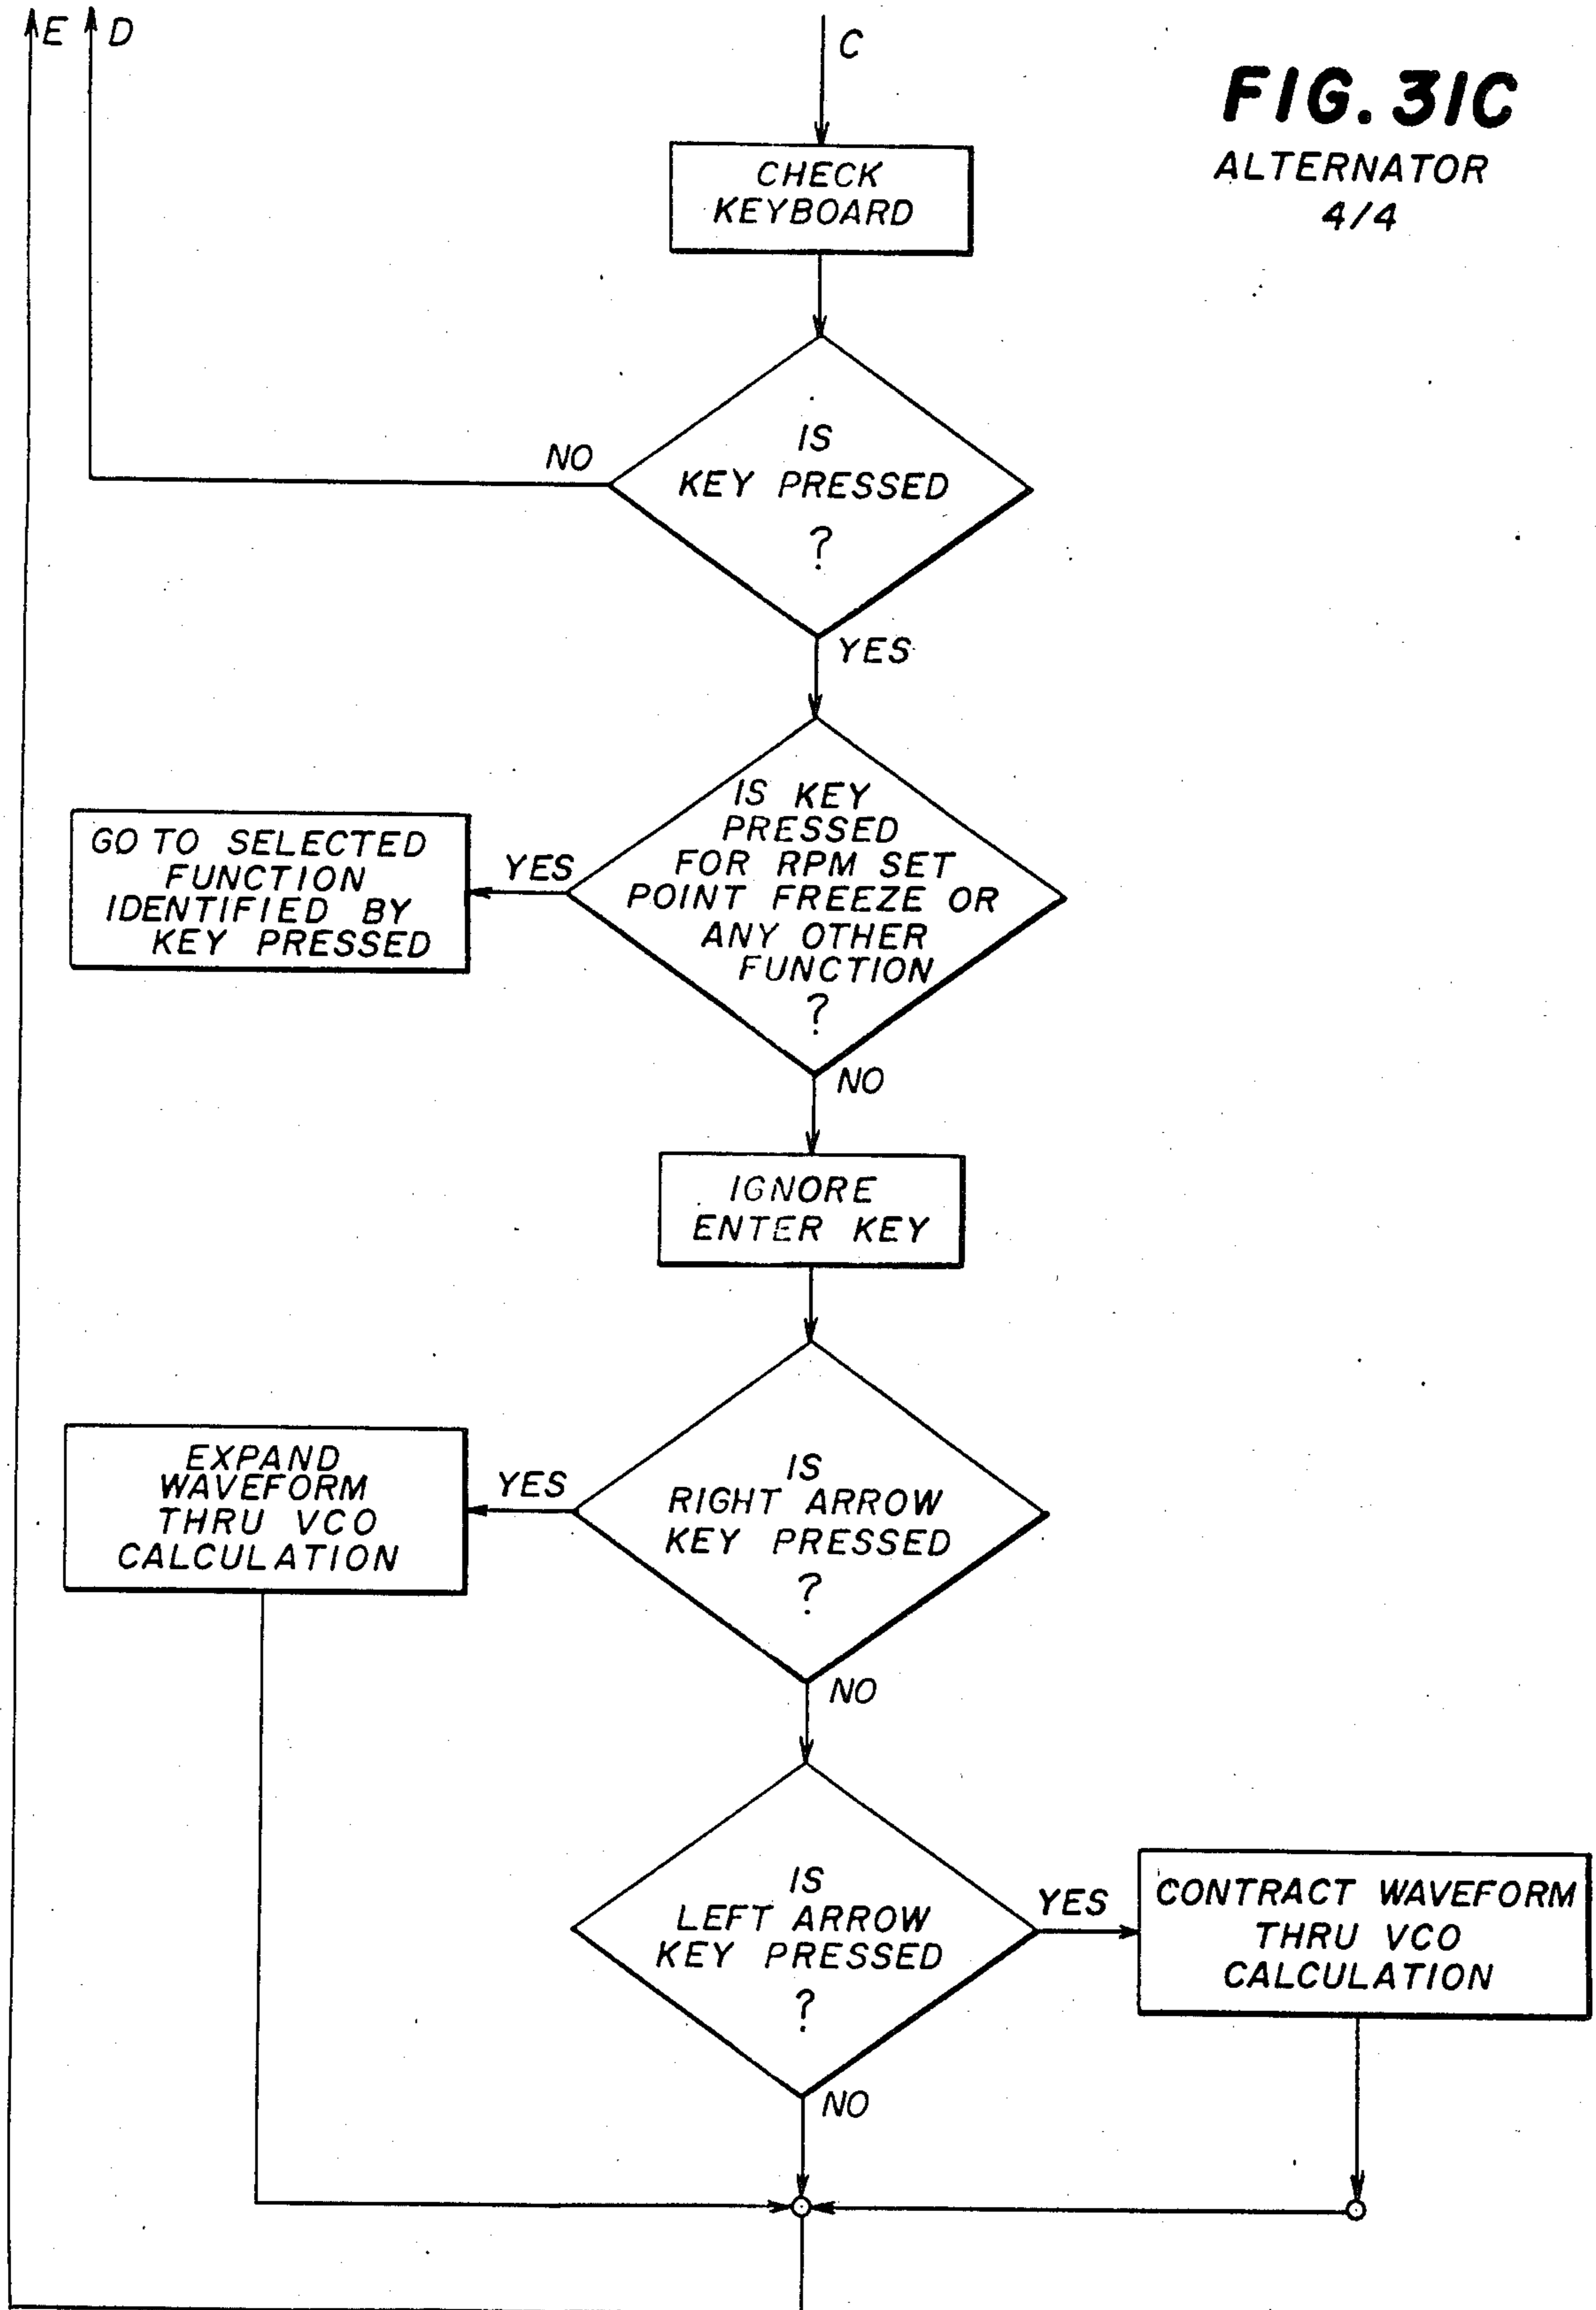 E D
C
FIG. 31C
ALTERNATOR
4/4
CHECK
KEYBOARD
IS
KEY PRESSED
?
NO
YES
IS KEY
PRESSED
FOR RPM SET
POINT FREEZE OR
ANY OTHER
FUNCTION
?
YES
GO TO SELECTED
FUNCTION
IDENTIFIED BY
KEY PRESSED
NO
IGNORE
ENTER KEY
IS
RIGHT ARROW
KEY PRESSED
?
YES
EXPAND
WAVEFORM
THRU VCO
CALCULATION
NO
IS
LEFT ARROW
KEY PRESSED
?
YES
CONTRACT WAVEFORM
THRU VCO
CALCULATION
NO